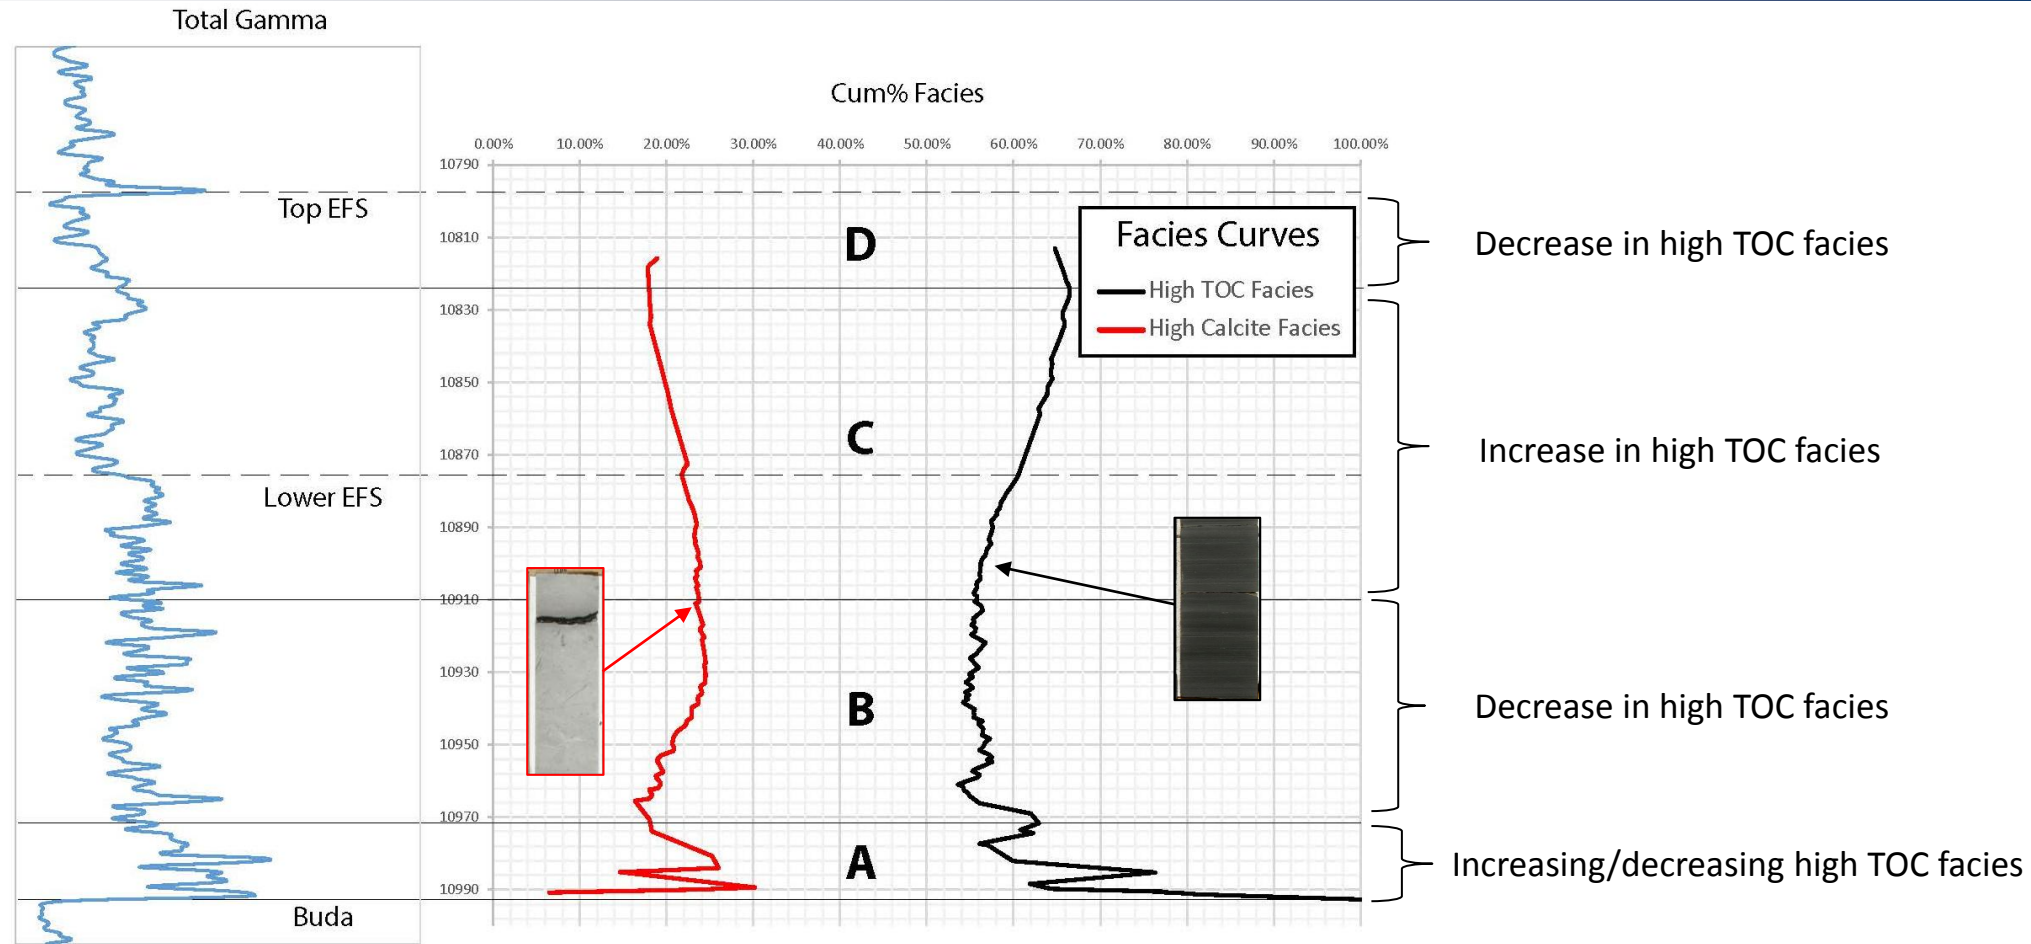 Total Gamma
Cum% Facies
0.00% 10.00% 20.00% 30.00% 40.00% 50.00% 60.00% 70.00% 80.00% 90.00% 100.00%
10790
Top EFS
10810
D
Facies Curves
High TOC Facies
High Calcite Facies
Decrease in high TOC facies
10830
10850
C
Increase in high TOC facies
10870
Lower EFS
10890
10910
10930
B
Decrease in high TOC facies
10950
10970
A
Increasing/decreasing high TOC facies
10990
Buda